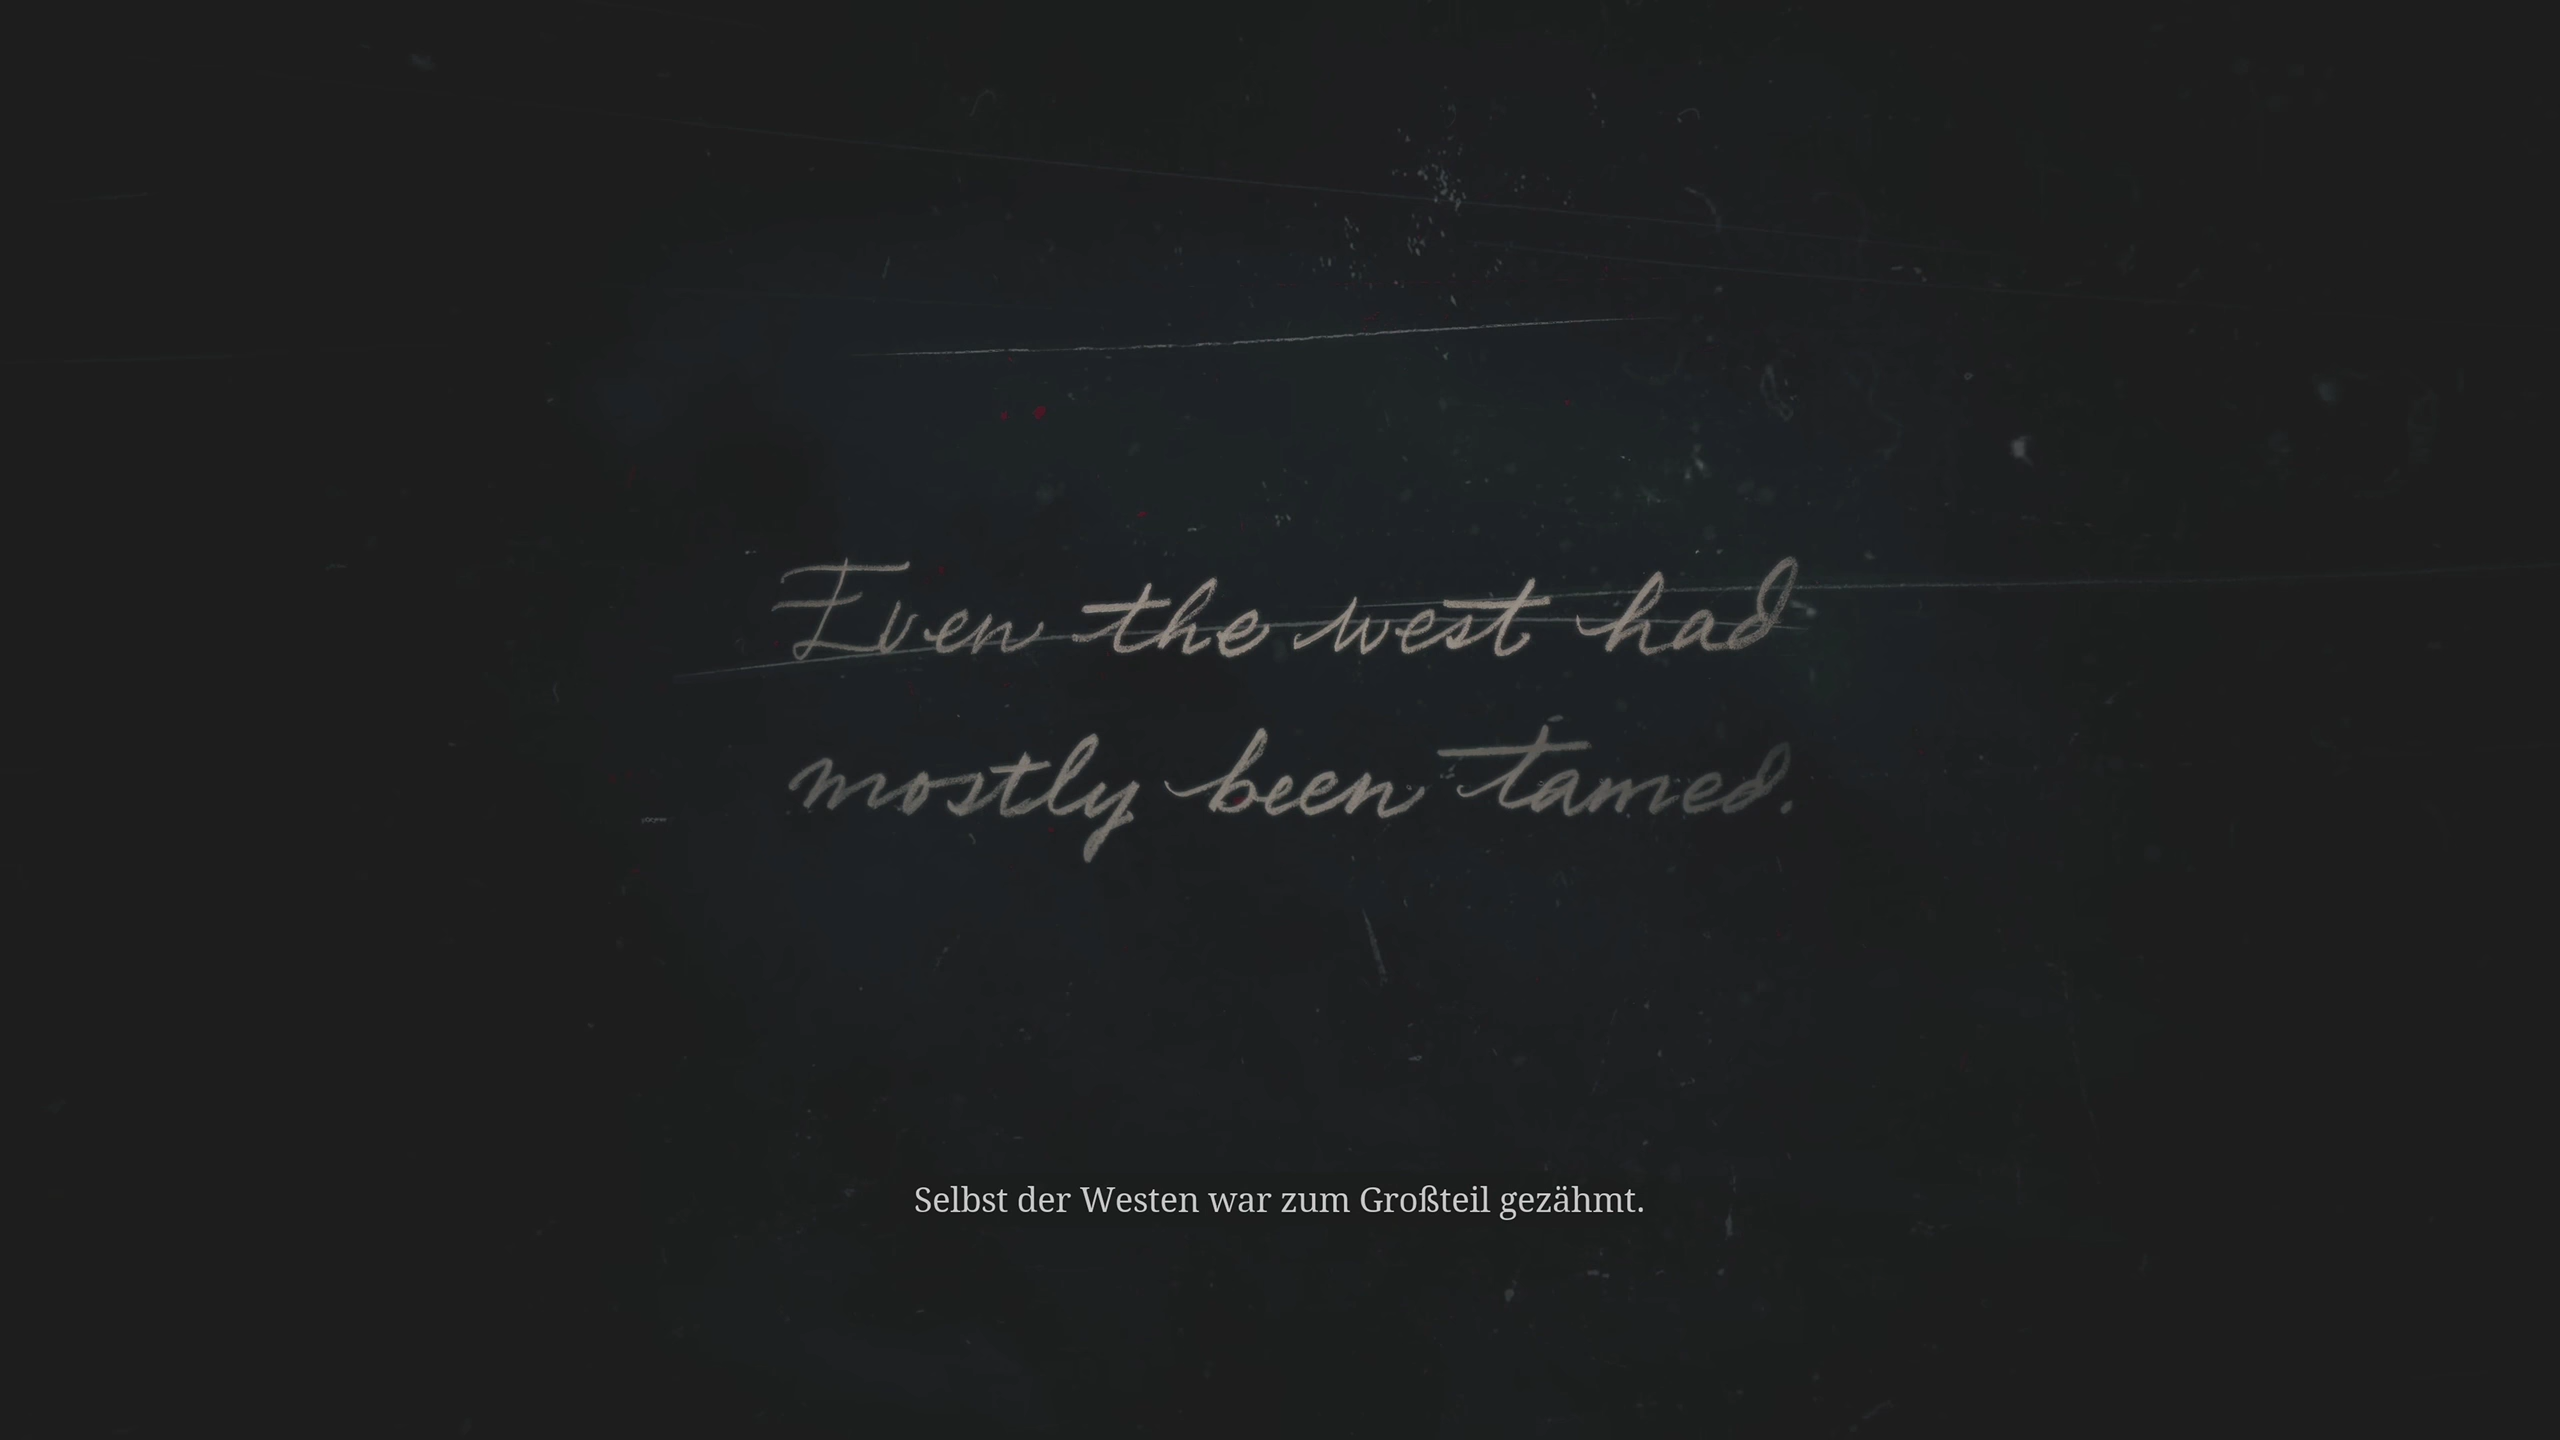 Even the west had
mostly been tamed.
Selbst der Westen war zum Großteil gezähmt.